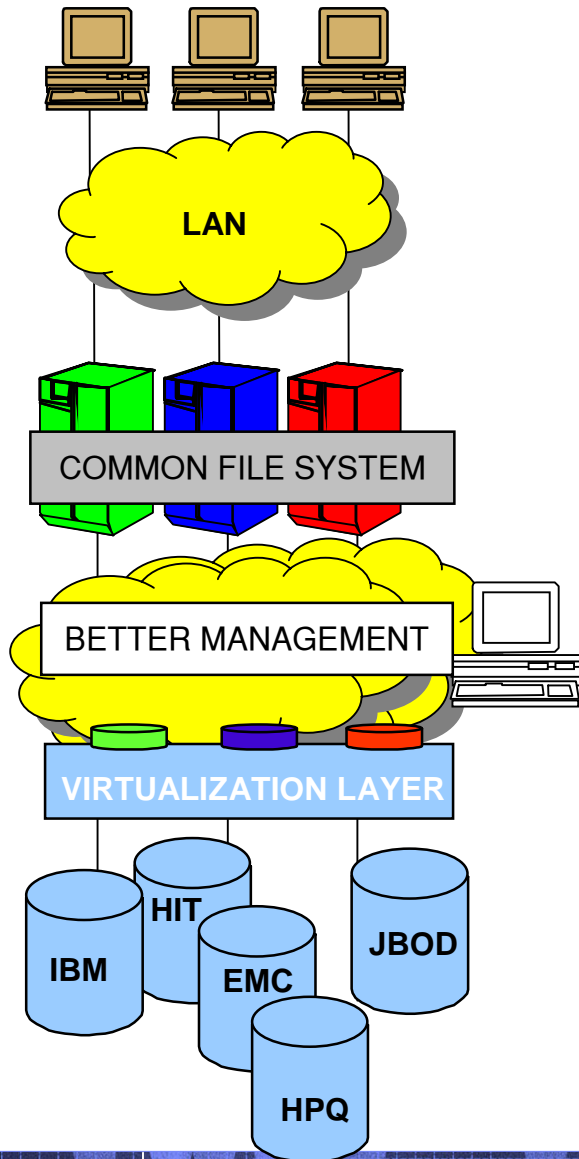 LAN
COMMON FILE SYSTEM
BETTER MANAGEMENT
VIRTUALIZATION LAYER
HIT
JBOD
IBM
EMC
HPQ